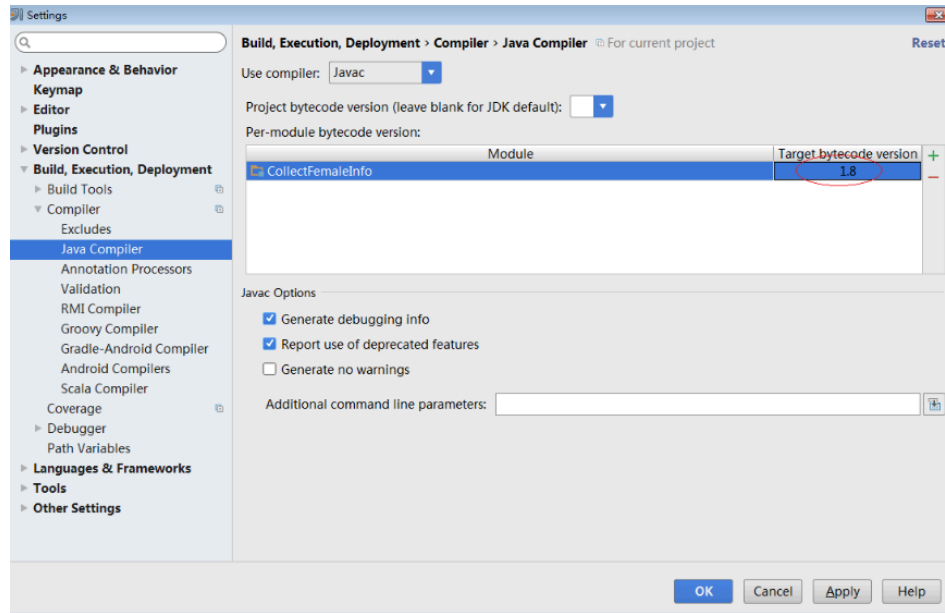 Settings
Build, Execution, Deployment › Compiler › Java Compiler For current project Reset
Appearance & Behavior
Keymap
Editor
Plugins
Version Control
Build, Execution, Deployment
Build Tools
Compiler
Excludes
Java Compiler
Annotation Processors
Validation
RMI Compiler
Groovy Compiler
Gradle-Android Compiler
Android Compilers
Scala Compiler
Coverage
Debugger
Path Variables
Languages & Frameworks
Tools
Other Settings
Use compiler: Javac
Project bytecode version (leave blank for JDK default):
Per-module bytecode version:
Module Target bytecode version
CollectFemaleInfo 1.8
Javac Options
Generate debugging info
Report use of deprecated features
Generate no warnings
Additional command line parameters:
OK Cancel Apply Help